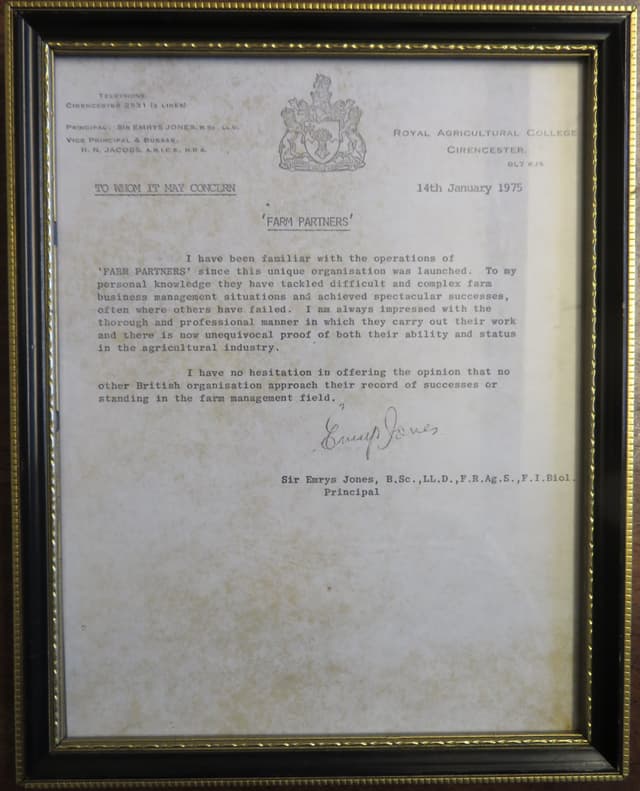 TELEPHONE
CIRENCESTER 2531 (3 LINES)
PRINCIPAL: SIR EMRYS JONES, B.Sc. LL.D.
VICE PRINCIPAL & BURSAR,
R. N. JACOBS, A.R.I.C.S.
ROYAL AGRICULTURAL COLLEGE
CIRENCESTER.
TO WHOM IT MAY CONCERN
14th January 1975
'FARM PARTNERS'
I have been familiar with the operations of
'FARM PARTNERS' since this unique organisation was launched. To my
personal knowledge they have tackled difficult and complex farm
business management situations and achieved spectacular successes,
often where others have failed. I am always impressed with the
thorough and professional manner in which they carry out their work
and there is now unequivocal proof of both their ability and status
in the agricultural industry.
I have no hesitation in offering the opinion that no
other British organisation approach their record of successes or
standing in the farm management field.
Emrys Jones
Sir Emrys Jones, B.Sc.,LL.D.,F.R.Ag.S.,F.I.Biol.
Principal